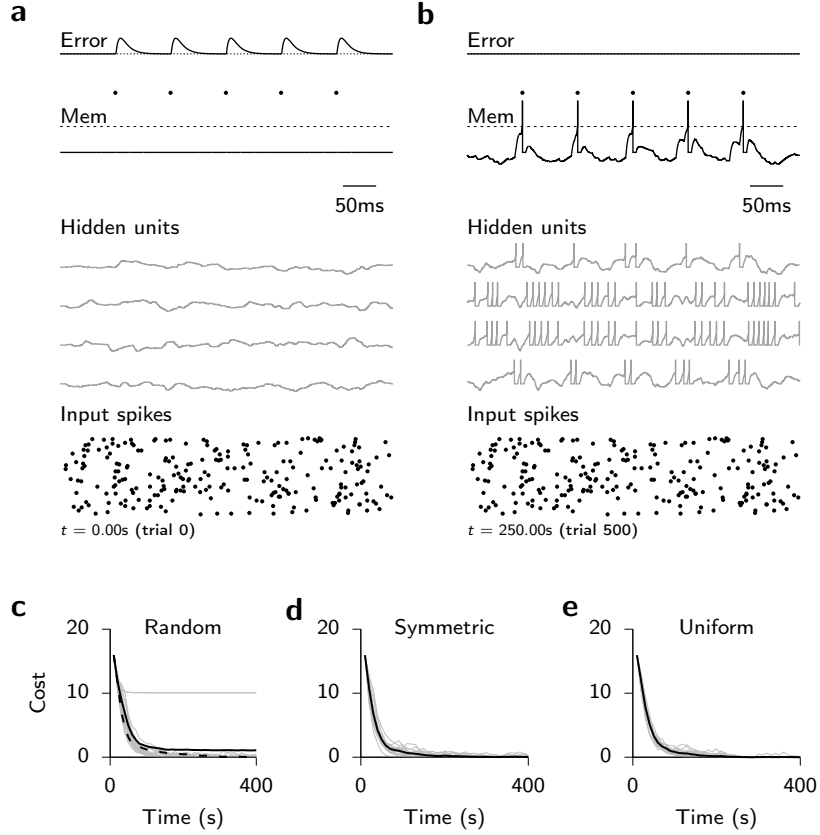 a
Error
Mem
50ms
Hidden units
Input spikes
t = 0.00s (trial 0)
b
Error
Mem
50ms
Hidden units
Input spikes
t = 250.00s (trial 500)
c
Random
20
10
0
Cost
0 400
Time (s)
d
Symmetric
20
10
0
0 400
Time (s)
e
Uniform
20
10
0
0 400
Time (s)